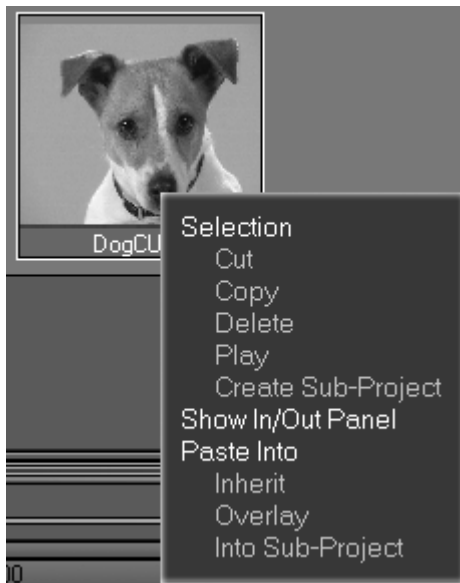 DogCU
Selection
Cut
Copy
Delete
Play
Create Sub-Project
Show In/Out Panel
Paste Into
Inherit
Overlay
Into Sub-Project
00